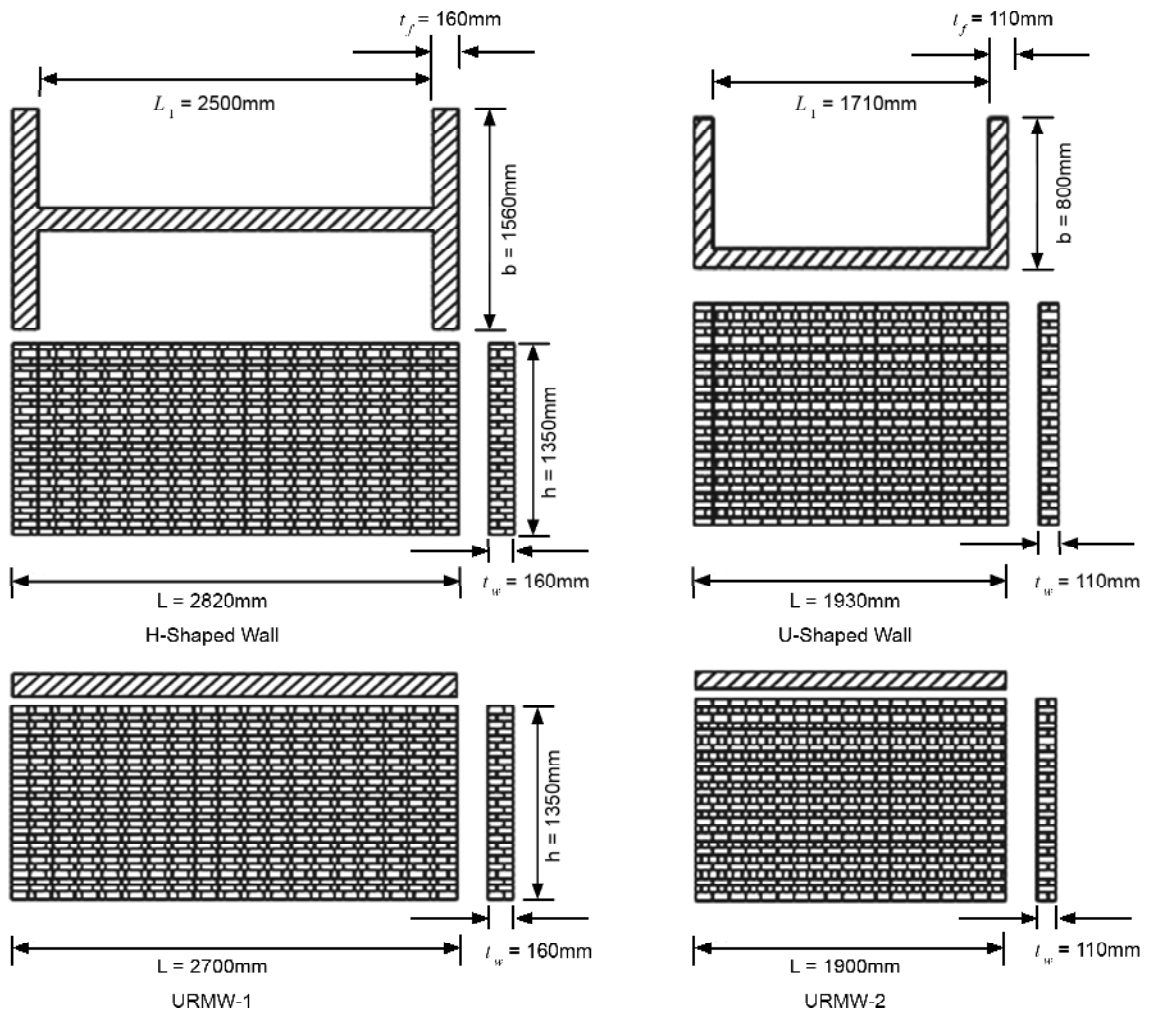 t_f = 160mm
L_1 = 2500mm
b = 1560mm
h = 1350mm
t_w = 160mm
L = 2820mm
H-Shaped Wall
t_f = 110mm
L_1 = 1710mm
b = 800mm
t_w = 110mm
L = 1930mm
U-Shaped Wall
h = 1350mm
t_w = 160mm
L = 2700mm
URMW-1
t_w = 110mm
L = 1900mm
URMW-2